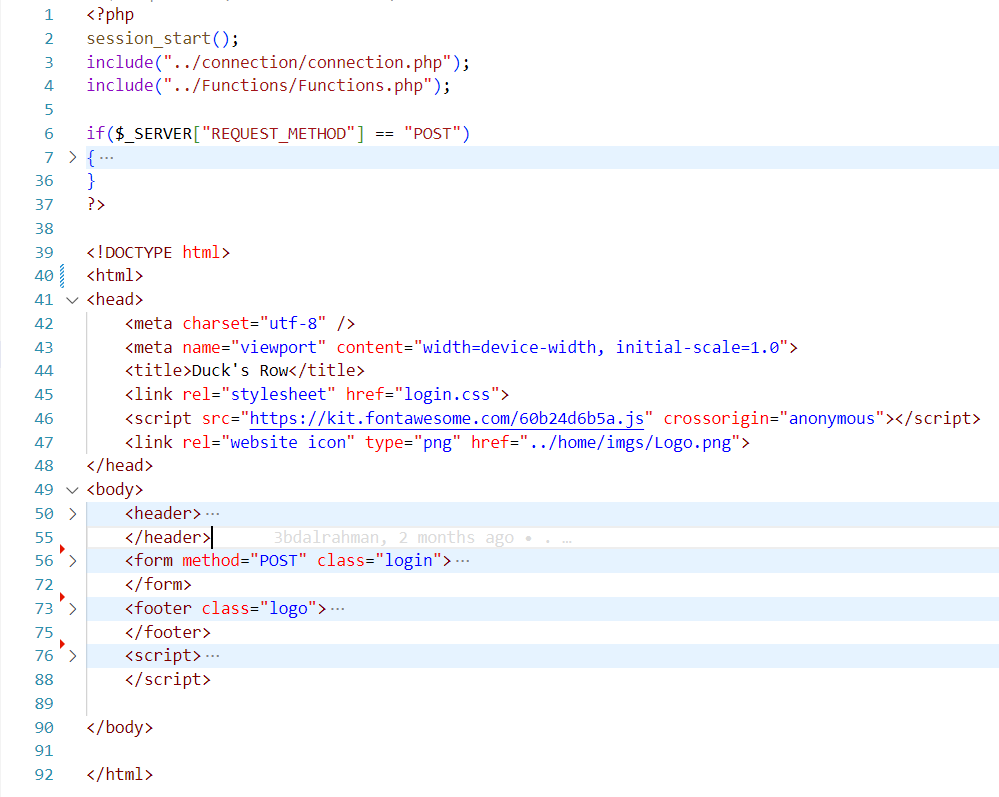 1 <?php
2 session_start();
3 include("../connection/connection.php");
4 include("../Functions/Functions.php");
5
6 if($_SERVER["REQUEST_METHOD"] == "POST")
7 { ...
36 }
37 ?>
38
39 <!DOCTYPE html>
40 <html>
41 <head>
42 <meta charset="utf-8" />
43 <meta name="viewport" content="width=device-width, initial-scale=1.0">
44 <title>Duck's Row</title>
45 <link rel="stylesheet" href="login.css">
46 <script src="https://kit.fontawesome.com/60b24d6b5a.js" crossorigin="anonymous"></script>
47 <link rel="website icon" type="png" href="../home/imgs/Logo.png">
48 </head>
49 <body>
50 <header> ...
55 </header> 3bdalrahman, 2 months ago • . …
56 <form method="POST" class="login"> ...
72 </form>
73 <footer class="logo"> ...
75 </footer>
76 <script> ...
88 </script>
89
90 </body>
91
92 </html>